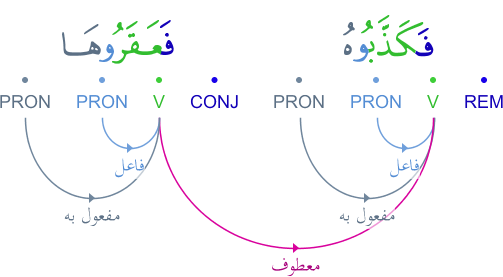 فَكَذَّبُوهُ فَعَقَرُوهَا
PRON PRON V CONJ PRON PRON V REM
فاعل فاعل
مفعول به مفعول به
معطوف